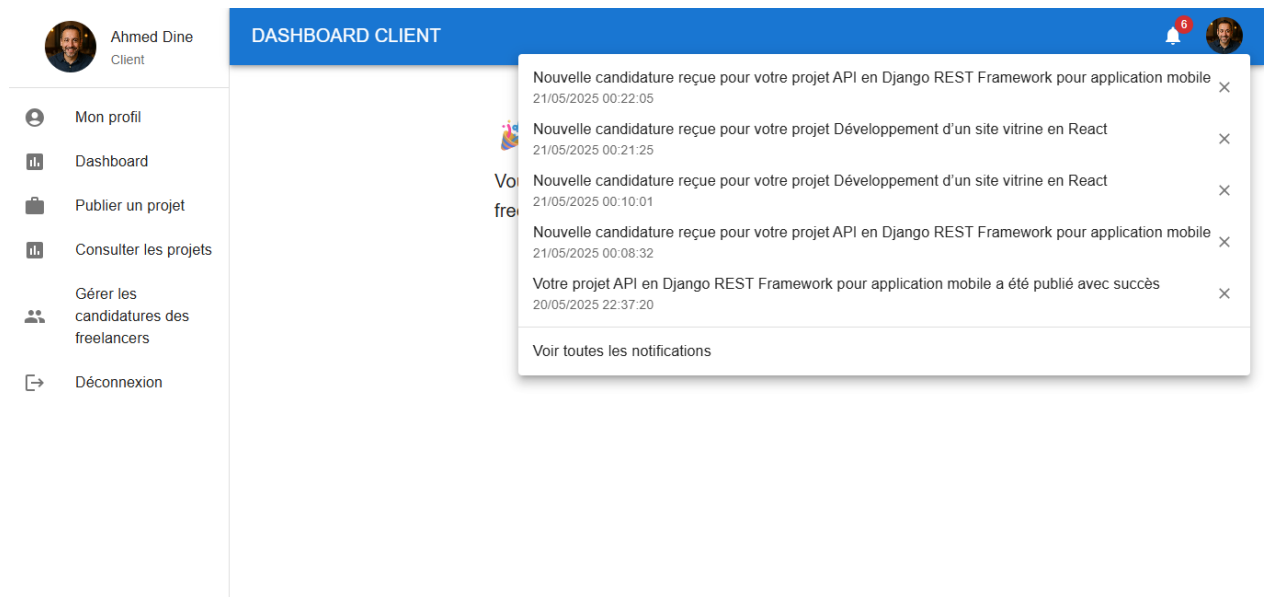 Ahmed Dine
Client
DASHBOARD CLIENT
6
Mon profil
Dashboard
Publier un projet
Consulter les projets
Gérer les
candidatures des
freelancers
Déconnexion
Nouvelle candidature reçue pour votre projet API en Django REST Framework pour application mobile
21/05/2025 00:22:05
Nouvelle candidature reçue pour votre projet Développement d'un site vitrine en React
21/05/2025 00:21:25
Nouvelle candidature reçue pour votre projet Développement d'un site vitrine en React
21/05/2025 00:10:01
Nouvelle candidature reçue pour votre projet API en Django REST Framework pour application mobile
21/05/2025 00:08:32
Votre projet API en Django REST Framework pour application mobile a été publié avec succès
20/05/2025 22:37:20
Voir toutes les notifications